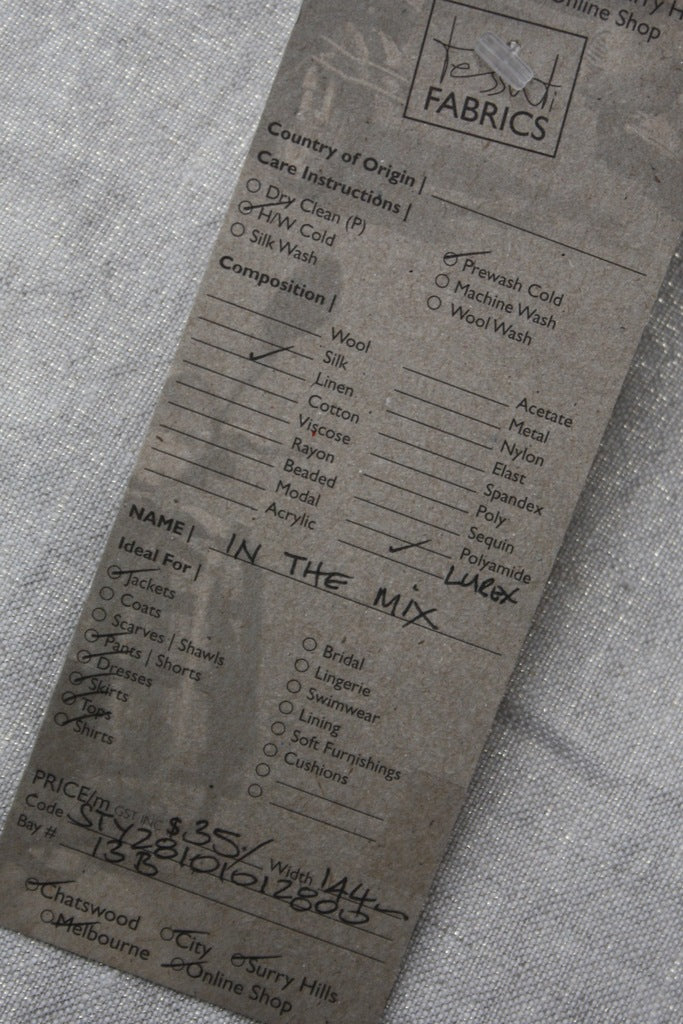 Online Shop
tessuti
FABRICS
Country of Origin |
Care Instructions |
Dry Clean (P)
H/W Cold
Silk Wash
Prewash Cold
Machine Wash
Wool Wash
Composition |
Wool
Silk
Linen
Cotton
Viscose
Rayon
Beaded
Modal
Acrylic
Acetate
Metal
Nylon
Elast
Spandex
Poly
Sequin
Polyamide
LUREX
NAME | IN THE MIX
Ideal For |
Jackets
Coats
Scarves | Shawls
Pants | Shorts
Dresses
Skirts
Tops
Shirts
Bridal
Lingerie
Swimwear
Lining
Soft Furnishings
Cushions
PRICE/m GST INC $35/ Width 144
Code
Bay # 13B
Chatswood City Surry Hills
Melbourne Online Shop